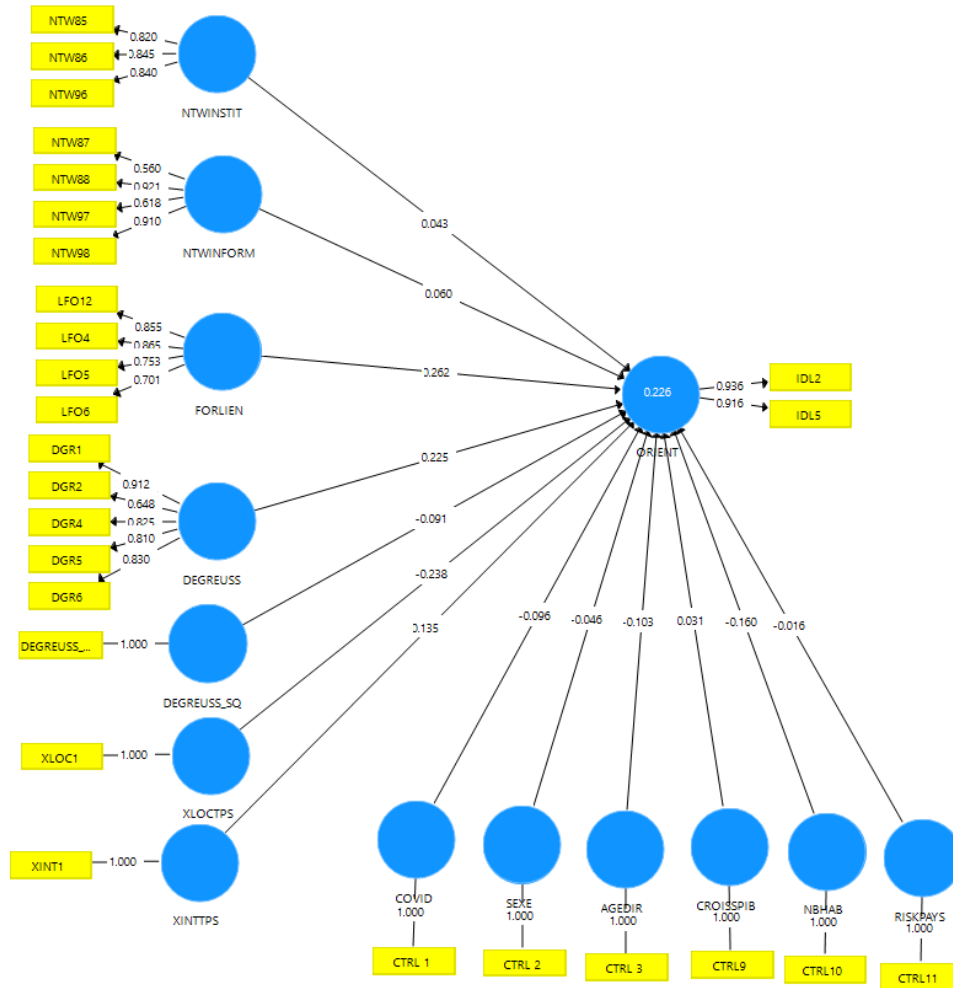 NTW85
0.820
NTW86
0.845
0.840
NTW96
NTWINSTIT
NTW87
0.560
NTW88
0.921
NTW97
0.618
0.910
NTW98
NTWINFORM
0.043
0.060
LFO12
0.855
LFO4
0.865
LFO5
0.753
0.701
LFO6
FORLIEN
0.262
0.226
0.936
IDL2
0.916
IDL5
ORIENT
DGR1
0.912
DGR2
0.648
DGR4
0.825
DGR5
0.810
0.830
DGR6
DEGREUSS
0.225
-0.091
DEGREUSS_...
1.000
DEGREUSS_SQ
-0.238
0.135
XLOC1
1.000
XLOCTPS
XINT1
1.000
XINTTPS
-0.096
-0.046
-0.103
0.031
-0.160
-0.016
COVID
1.000
CTRL 1
SEXE
1.000
CTRL 2
AGEDIR
1.000
CTRL 3
CROISSPIB
1.000
CTRL9
NBHAB
1.000
CTRL10
RISKPAYS
1.000
CTRL11